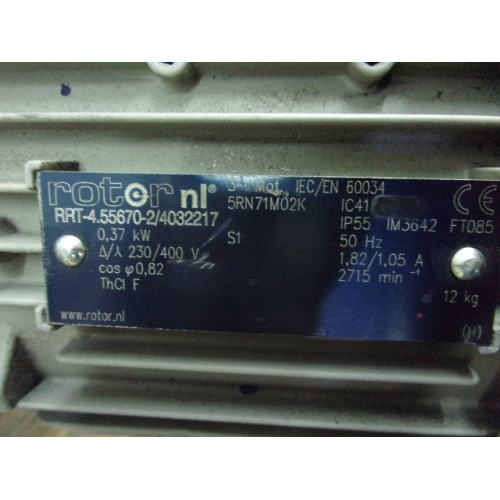 rotor nl®
3~Mot. IEC/EN 60034
RRT-4.55670-2/4032217
5RN71M02K IC41
IP55 IM3642 FT085
0,37 kW S1 50 Hz
Δ/⅄ 230/400 V 1,82/1,05 A
cos φ0,82 2715 min⁻¹
ThCl F 12 kg
www.rotor.nl
CE